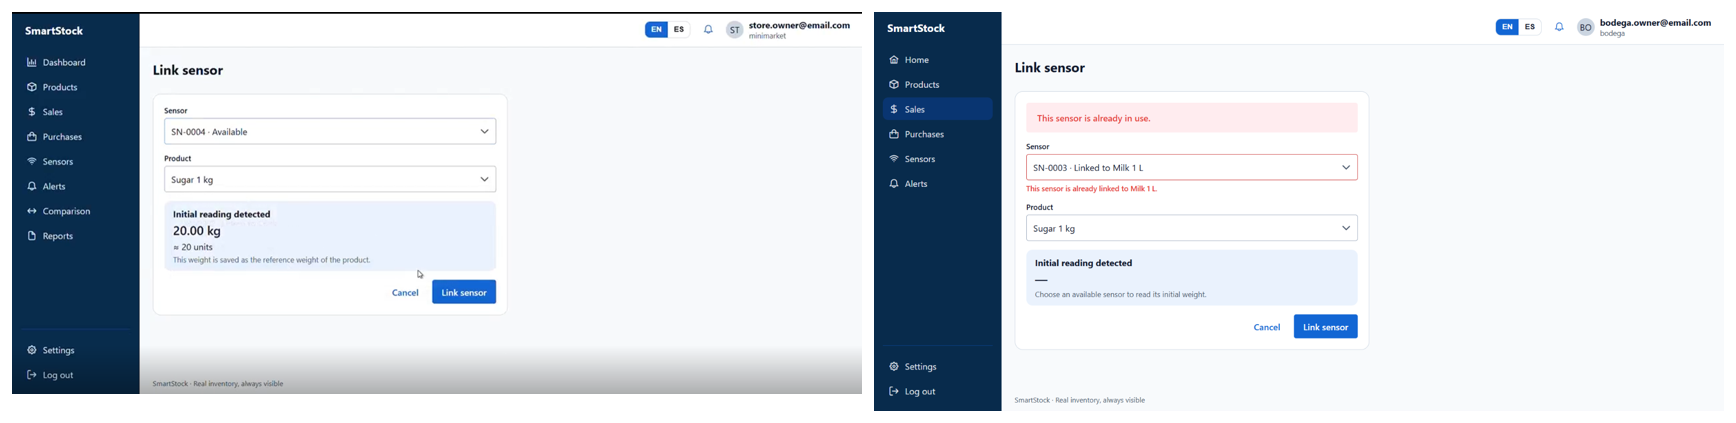 SmartStock
EN ES
ST
store.owner@email.com
minimarket
Dashboard
Products
Sales
Purchases
Sensors
Alerts
Comparison
Reports
Settings
Log out
Link sensor
Sensor
SN-0004 · Available
Product
Sugar 1 kg
Initial reading detected
20.00 kg
≈ 20 units
This weight is saved as the reference weight of the product.
Cancel
Link sensor
SmartStock · Real inventory, always visible
SmartStock
EN ES
BO
bodega.owner@email.com
bodega
Home
Products
Sales
Purchases
Sensors
Alerts
Settings
Log out
Link sensor
This sensor is already in use.
Sensor
SN-0003 · Linked to Milk 1 L
This sensor is already linked to Milk 1 L.
Product
Sugar 1 kg
Initial reading detected
—
Choose an available sensor to read its initial weight.
Cancel
Link sensor
SmartStock · Real inventory, always visible